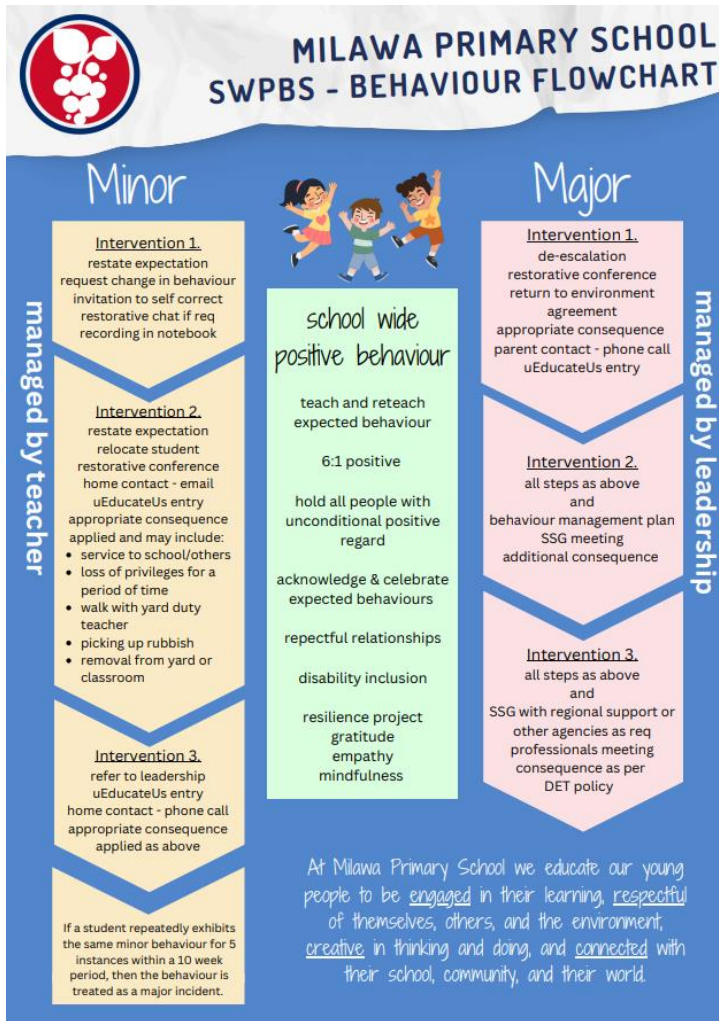 MILAWA PRIMARY SCHOOL
SWPBS - BEHAVIOUR FLOWCHART
Minor
managed by teacher
Intervention 1.
restate expectation
request change in behaviour
invitation to self correct
restorative chat if req
recording in notebook
Intervention 2.
restate expectation
relocate student
restorative conference
home contact - email
uEducateUs entry
appropriate consequence
applied and may include:
• service to school/others
• loss of privileges for a
period of time
• walk with yard duty
teacher
• picking up rubbish
• removal from yard or
classroom
Intervention 3.
refer to leadership
uEducateUs entry
home contact - phone call
appropriate consequence
applied as above
If a student repeatedly exhibits
the same minor behaviour for 5
instances within a 10 week
period, then the behaviour is
treated as a major incident.
school wide
positive behaviour
teach and reteach
expected behaviour
6:1 positive
hold all people with
unconditional positive
regard
acknowledge & celebrate
expected behaviours
repectful relationships
disability inclusion
resilience project
gratitude
empathy
mindfulness
Major
managed by leadership
Intervention 1.
de-escalation
restorative conference
return to environment
agreement
appropriate consequence
parent contact - phone call
uEducateUs entry
Intervention 2.
all steps as above
and
behaviour management plan
SSG meeting
additional consequence
Intervention 3.
all steps as above
and
SSG with regional support or
other agencies as req
professionals meeting
consequence as per
DET policy
At Milawa Primary School we educate our young
people to be engaged in their learning, respectful
of themselves, others, and the environment,
creative in thinking and doing, and connected with
their school, community, and their world.